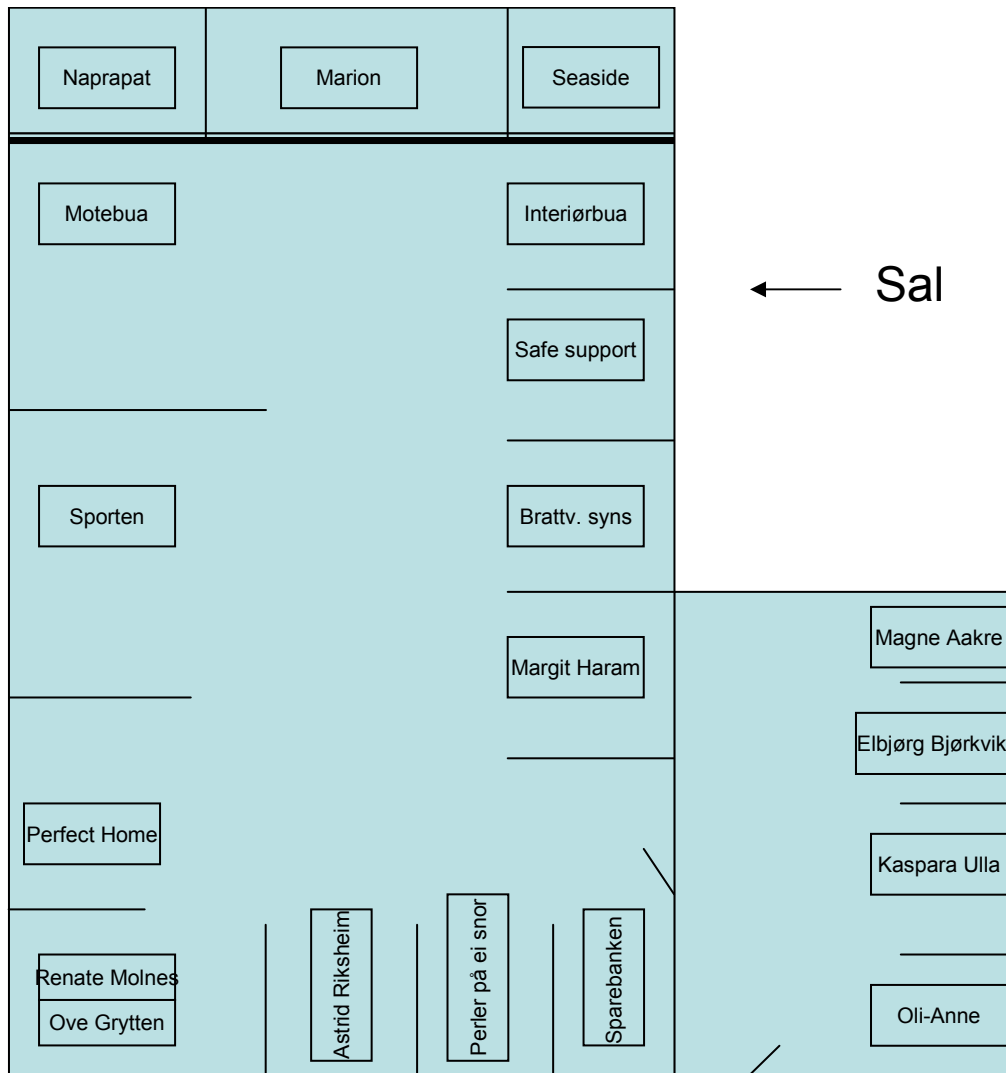 Naprapat
Marion
Seaside
Motebua
Interiørbua
Sal
Safe support
Sporten
Brattv. syns
Magne Aakre
Margit Haram
Elbjørg Bjørkvik
Perfect Home
Kaspara Ulla
Renate Molnes
Ove Grytten
Astrid Riksheim
Perler på ei snor
Sparebanken
Oli-Anne